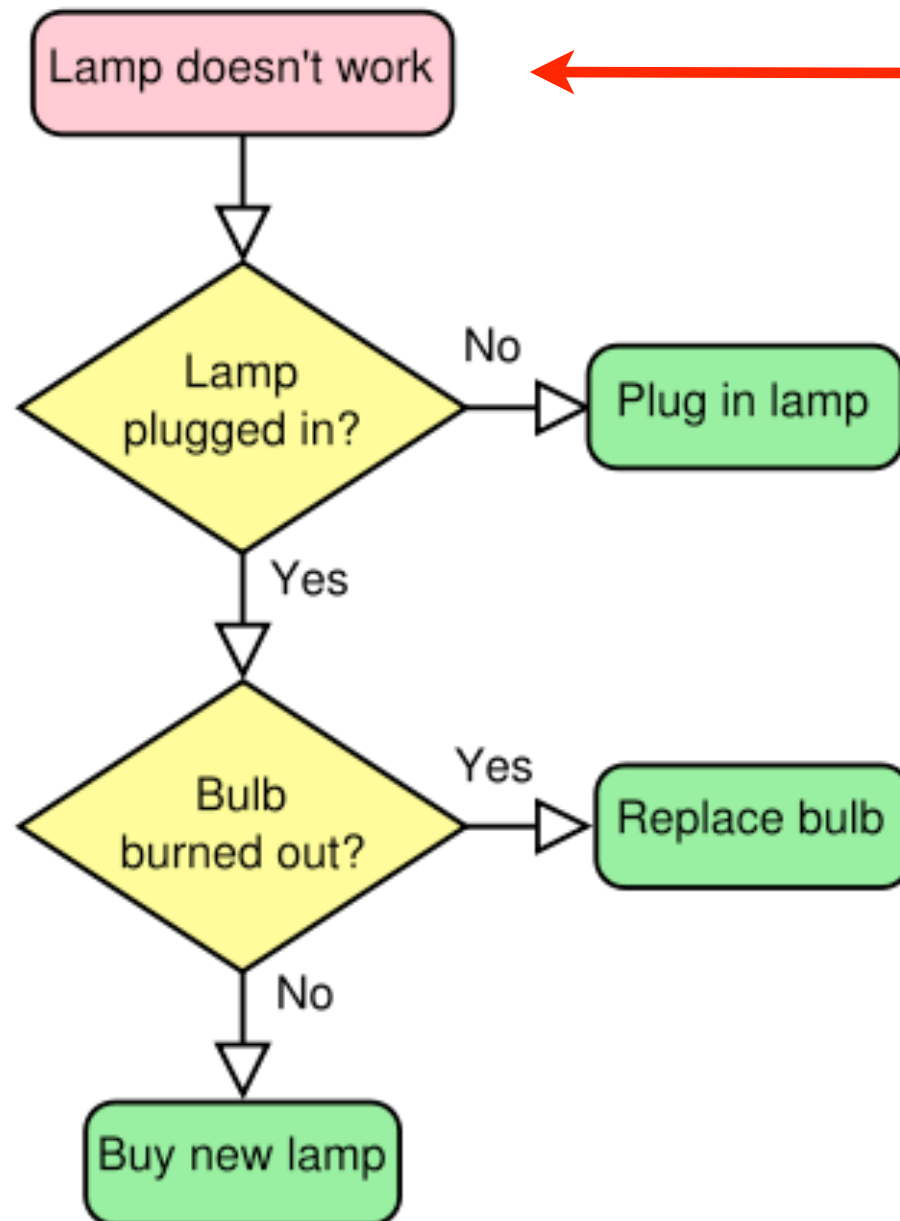 Lamp doesn't work
Lamp
plugged in?
No
Plug in lamp
Yes
Bulb
burned out?
Yes
Replace bulb
No
Buy new lamp